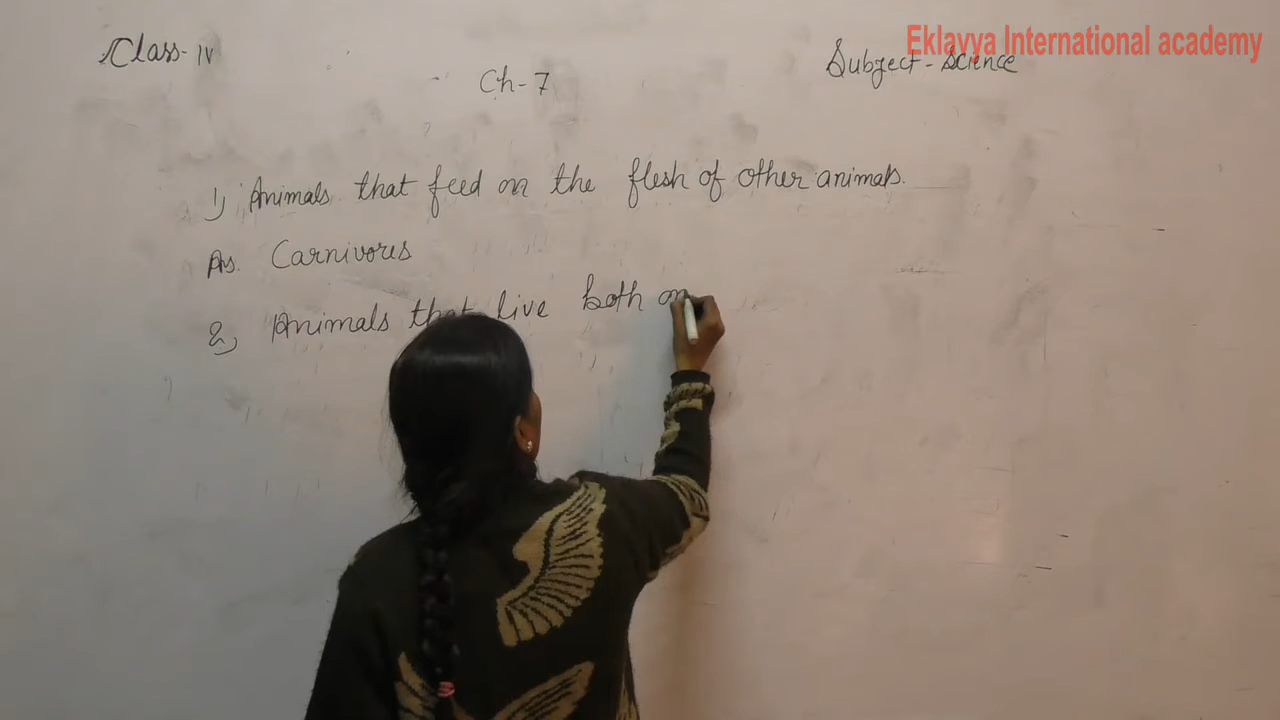 Eklavya International academy
Class- IV
Subject - Science
Ch- 7
1) Animals that feed on the flesh of other animals.
Ans. Carnivores
2) Animals that live both on